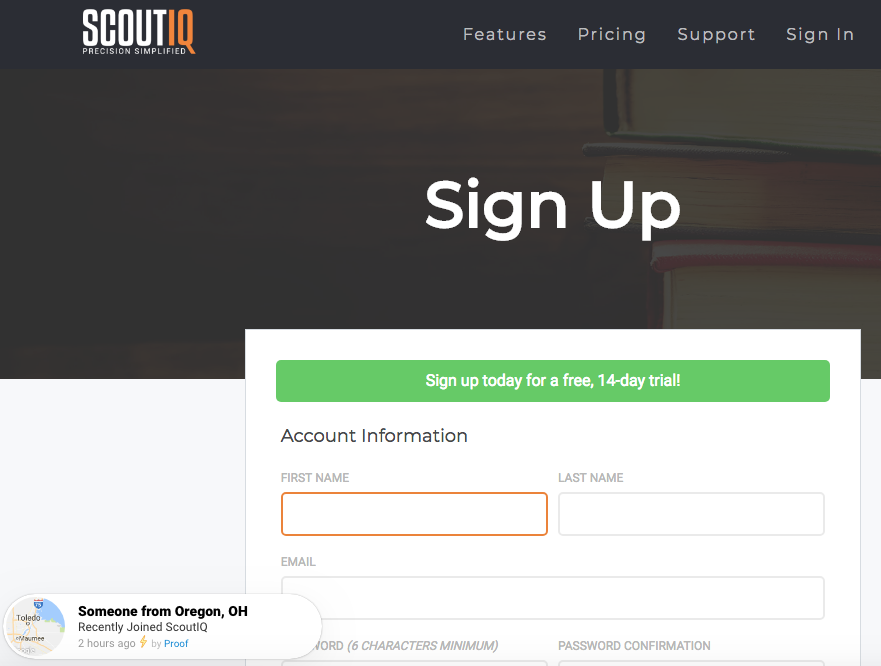 SCOUTIQ
PRECISION SIMPLIFIED
Features Pricing Support Sign In
Sign Up
Sign up today for a free, 14-day trial!
Account Information
FIRST NAME LAST NAME
EMAIL
Toledo
75
Maumee
Someone from Oregon, OH
Recently Joined ScoutIQ
2 hours ago ⚡ by Proof
WORD (6 CHARACTERS MINIMUM) PASSWORD CONFIRMATION